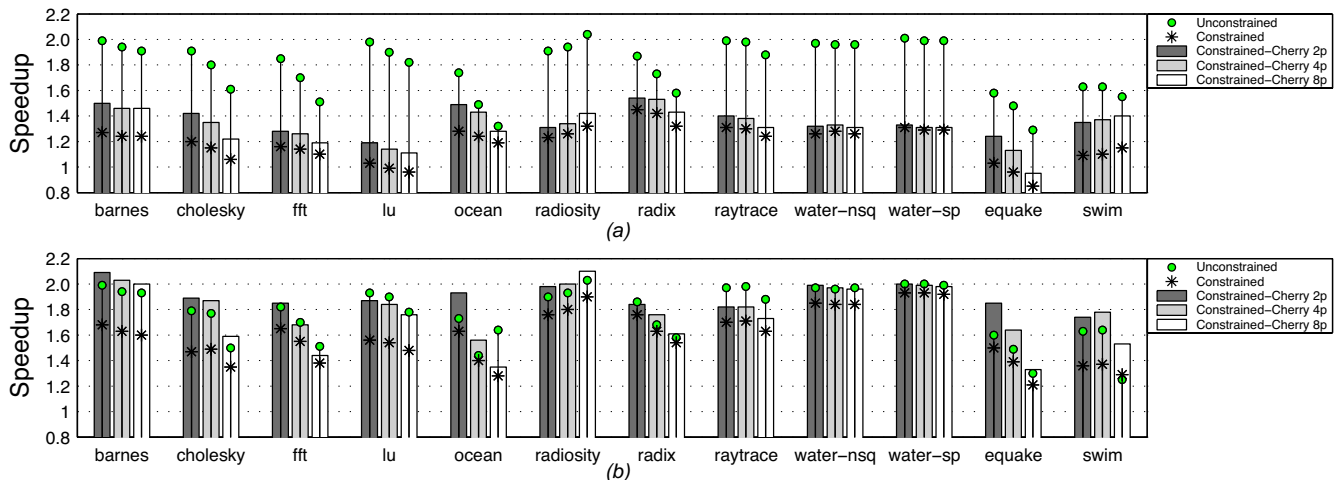 2.2
2.0
1.8
1.6
1.4
1.2
1
0.8
Speedup
Unconstrained
Constrained
Constrained-Cherry 2p
Constrained-Cherry 4p
Constrained-Cherry 8p
barnes cholesky fft lu ocean radiosity radix raytrace water-nsq water-sp equake swim
(a)
2.2
2.0
1.8
1.6
1.4
1.2
1
0.8
Speedup
Unconstrained
Constrained
Constrained-Cherry 2p
Constrained-Cherry 4p
Constrained-Cherry 8p
barnes cholesky fft lu ocean radiosity radix raytrace water-nsq water-sp equake swim
(b)